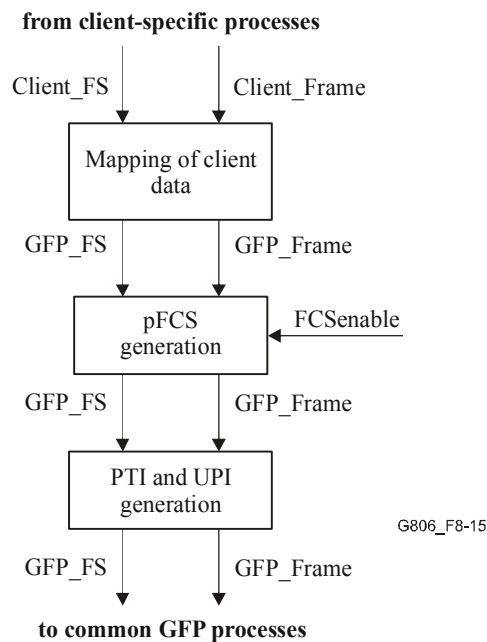 from client-specific processes
Client_FS
Client_Frame
Mapping of client
data
GFP_FS
GFP_Frame
pFCS
generation
FCSenable
GFP_FS
GFP_Frame
PTI and UPI
generation
G806_F8-15
GFP_FS
GFP_Frame
to common GFP processes